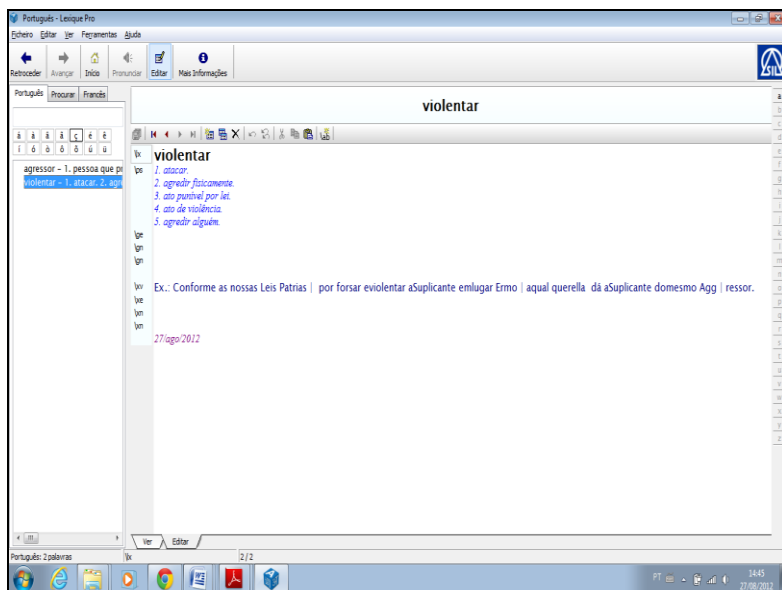 Português - Lexique Pro
Ficheiro Editar Ver Ferramentas Ajuda
Retroceder Avançar Início Pronunciar Editar Mais Informações
SIL
Português Procurar Francês
violentar
á à â ã ç é ê
í ó ò ô õ ú ü
agressor – 1. pessoa que
violentar – 1. atacar. 2. agre
\lx violentar
\ps 1. atacar.
2. agredir fisicamente.
3. ato punível por lei.
4. ato de violência.
5. agredir alguém.
\ge
\gn
\gn
\xv Ex.: Conforme as nossas Leis Patrias | por forsar eviolentar aSuplicante emlugar Ermo | aqual querella dá aSuplicante domesmo Agg | ressor.
\xe
\xn
\xn
27/ago/2012
a
b
c
d
e
f
g
h
i
j
k
l
m
n
o
p
q
r
s
t
u
v
w
x
y
z
Ver Editar
Português: 2 palavras \lx 2/2
PT 14:45
27/08/2012